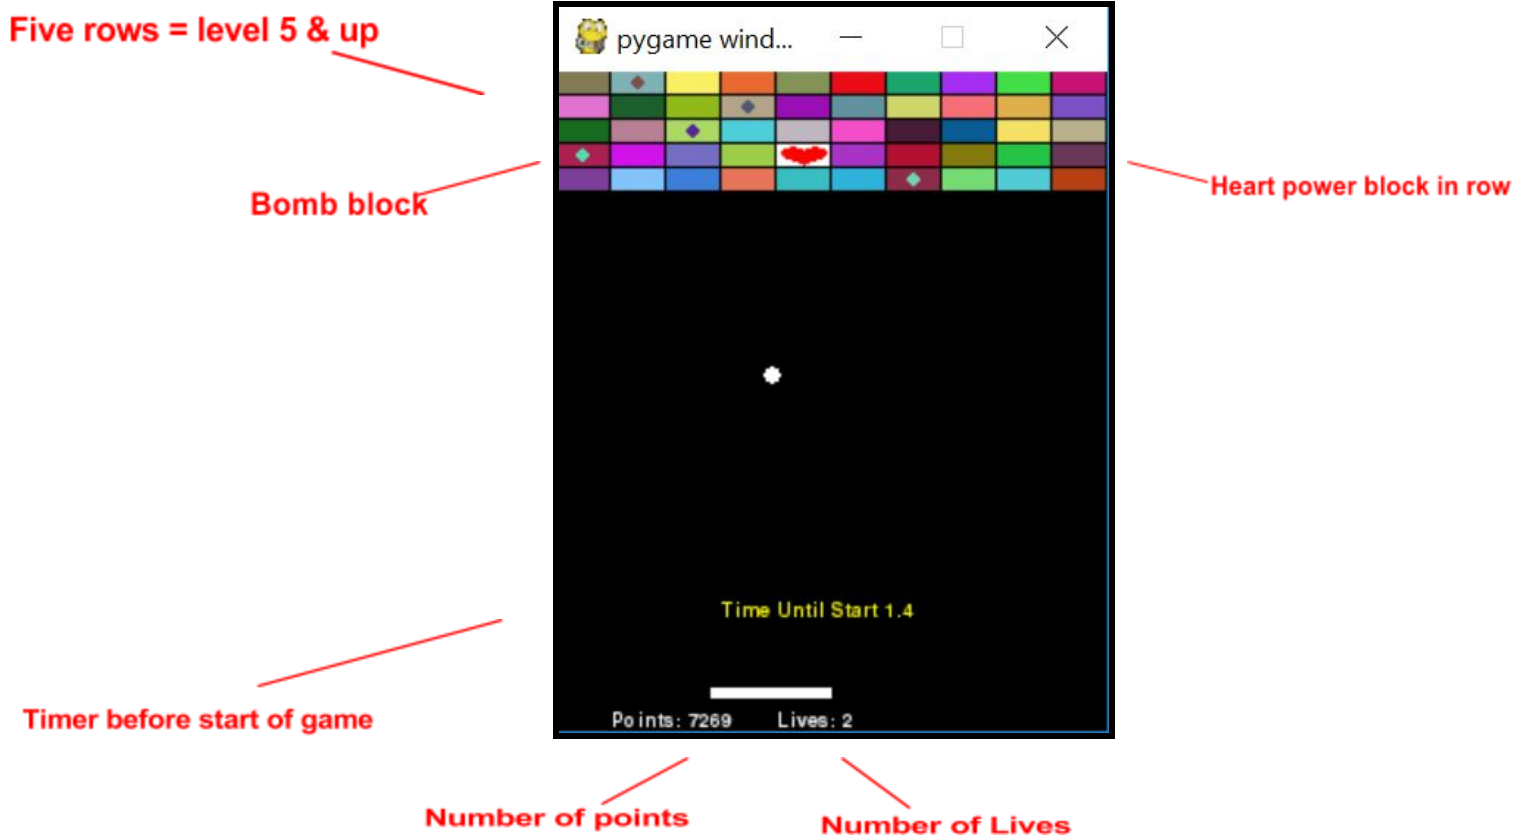 Five rows = level 5 & up
pygame wind...
Bomb block
Heart power block in row
Time Until Start 1.4
Timer before start of game
Points: 7269 Lives: 2
Number of points
Number of Lives